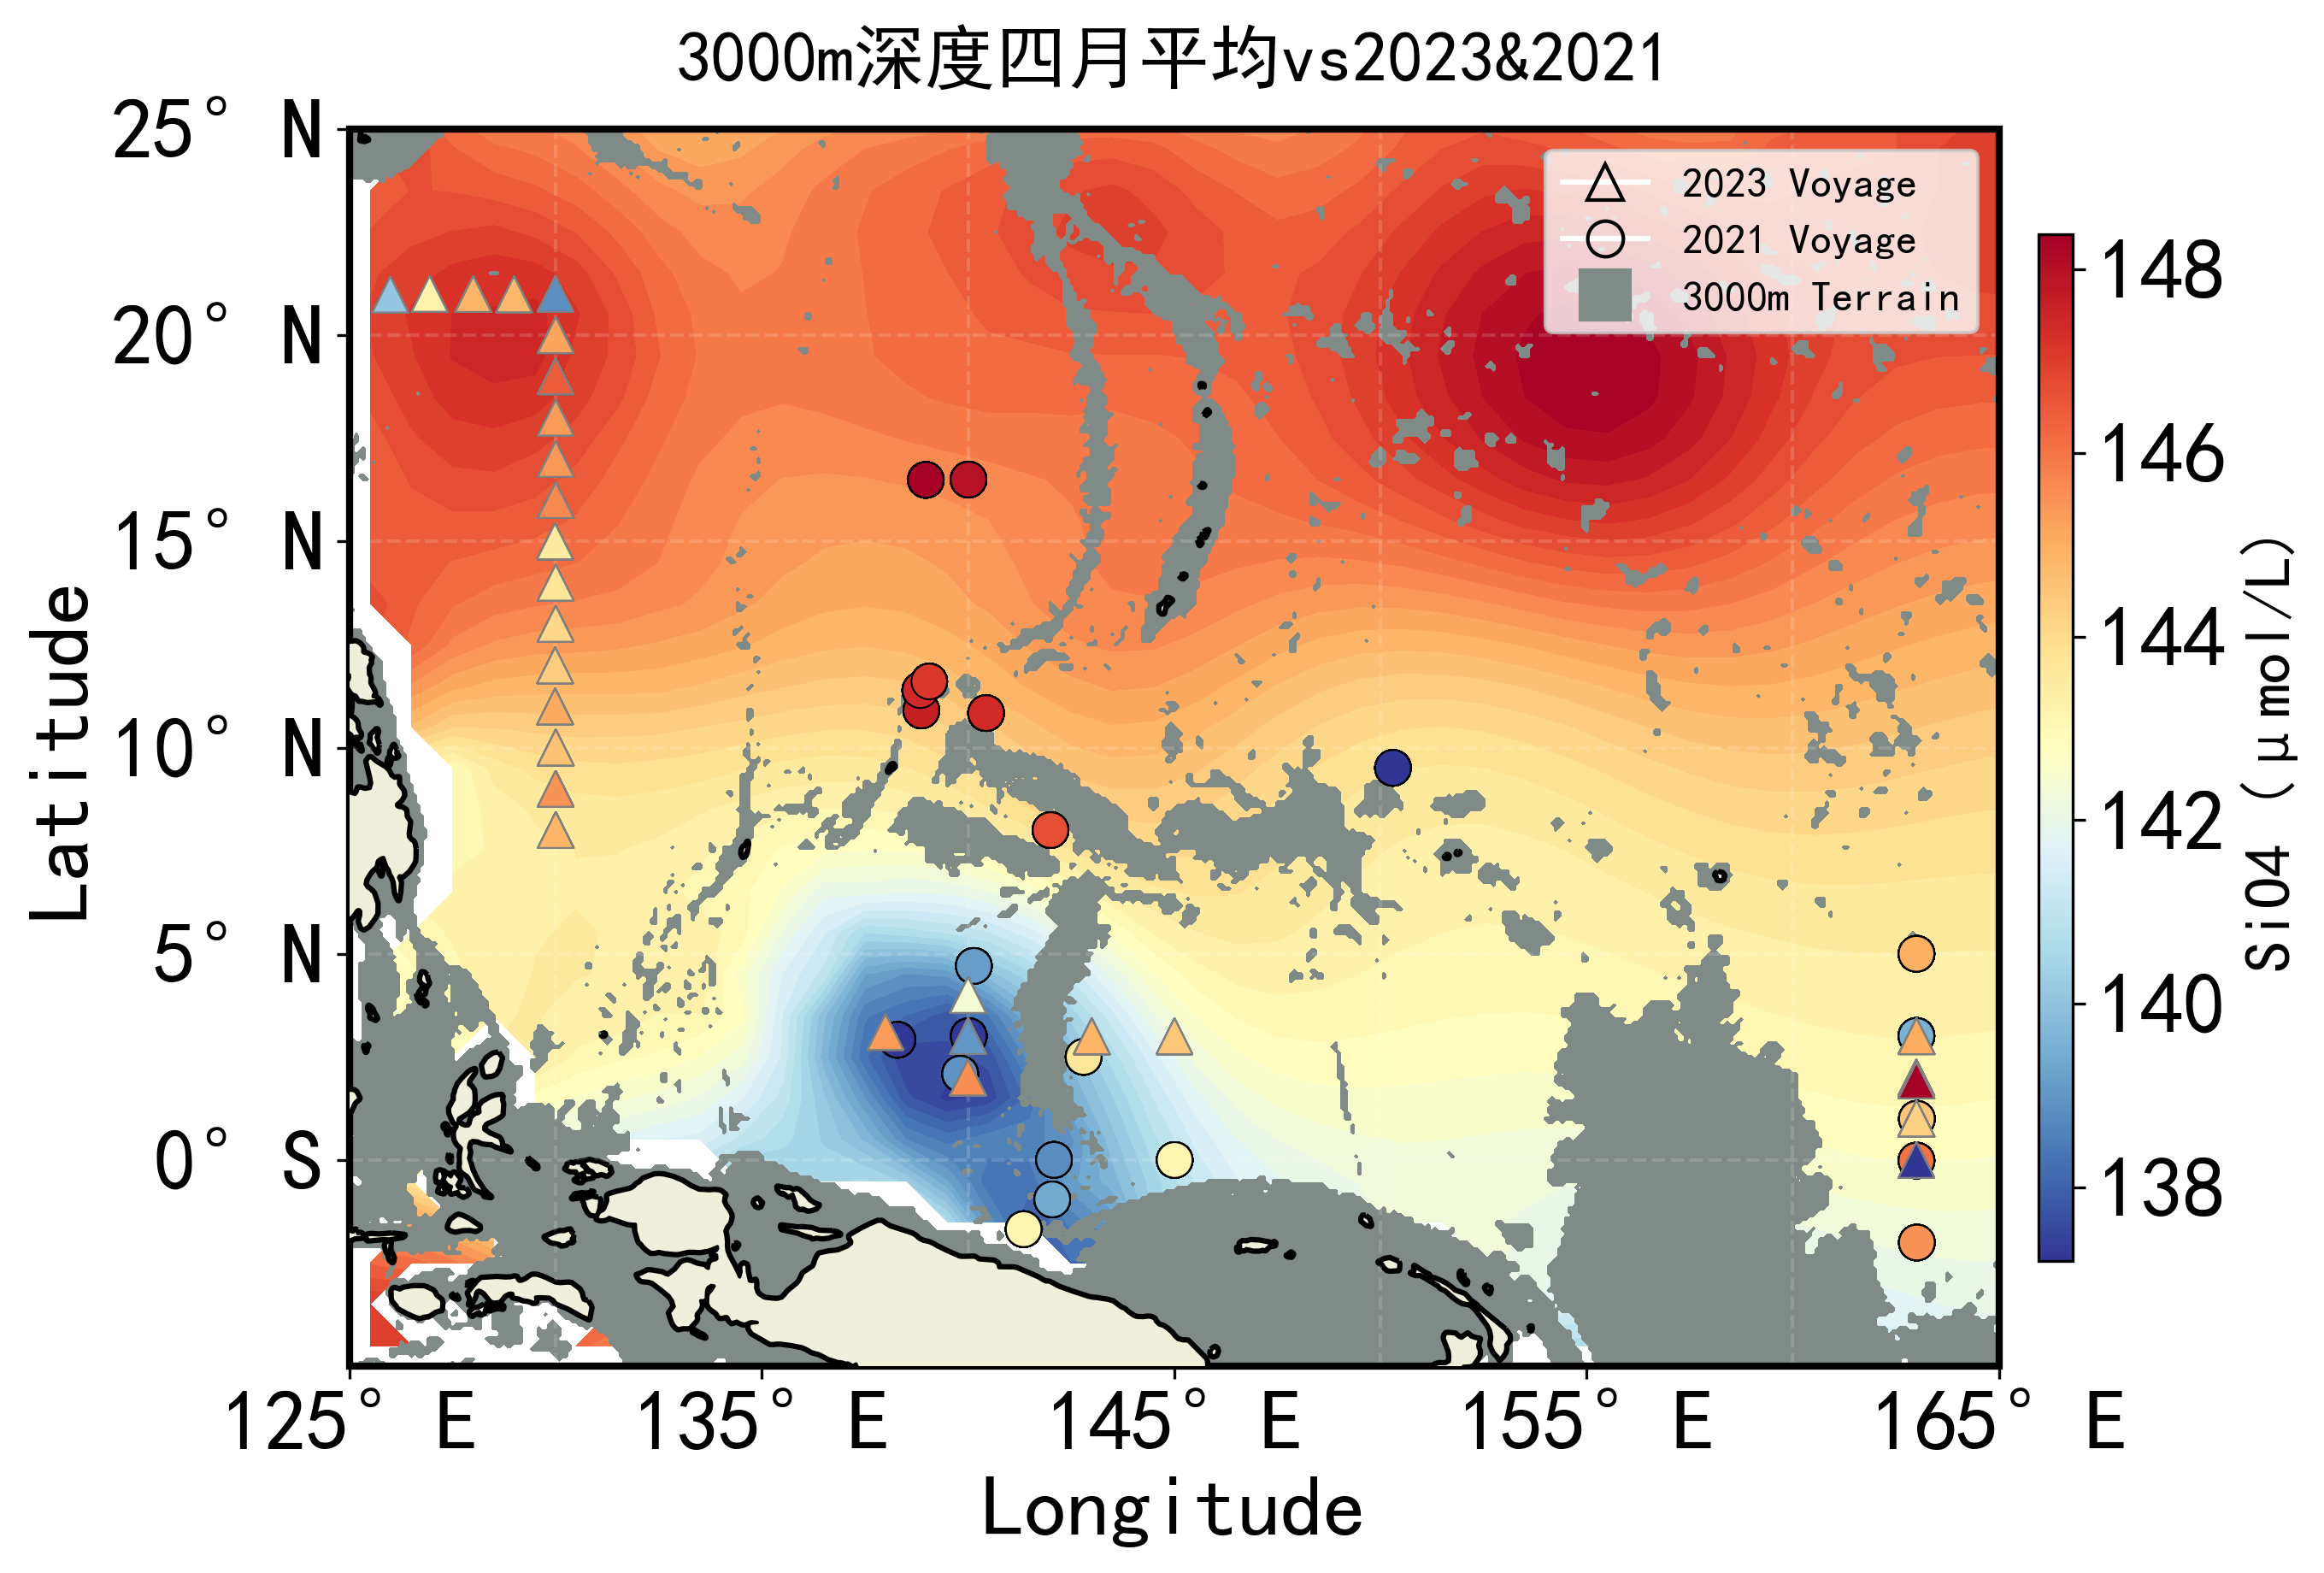 3000m深度四月平均vs2023&2021
25° N
20° N
15° N
10° N
5° N
0° S
Latitude
125° E
135° E
145° E
155° E
165° E
Longitude
2023 Voyage
2021 Voyage
3000m Terrain
148
146
144
142
140
138
SiO4（μmol/L）